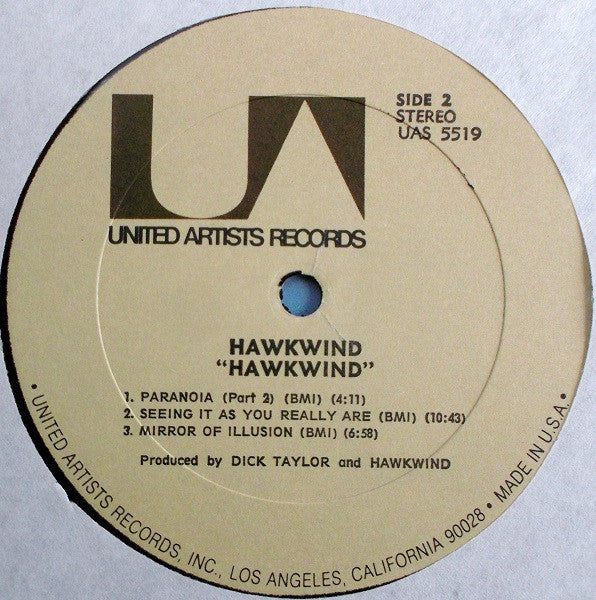 SIDE 2
STEREO
UAS 5519
UA
UNITED ARTISTS RECORDS
HAWKWIND
"HAWKWIND"
1. PARANOIA (Part 2) (BMI) (4:11)
2. SEEING IT AS YOU REALLY ARE (BMI) (10:43)
3. MIRROR OF ILLUSION (BMI) (6:58)
Produced by DICK TAYLOR and HAWKWIND
• UNITED ARTISTS RECORDS, INC., LOS ANGELES, CALIFORNIA 90028 • MADE IN U.S.A. •